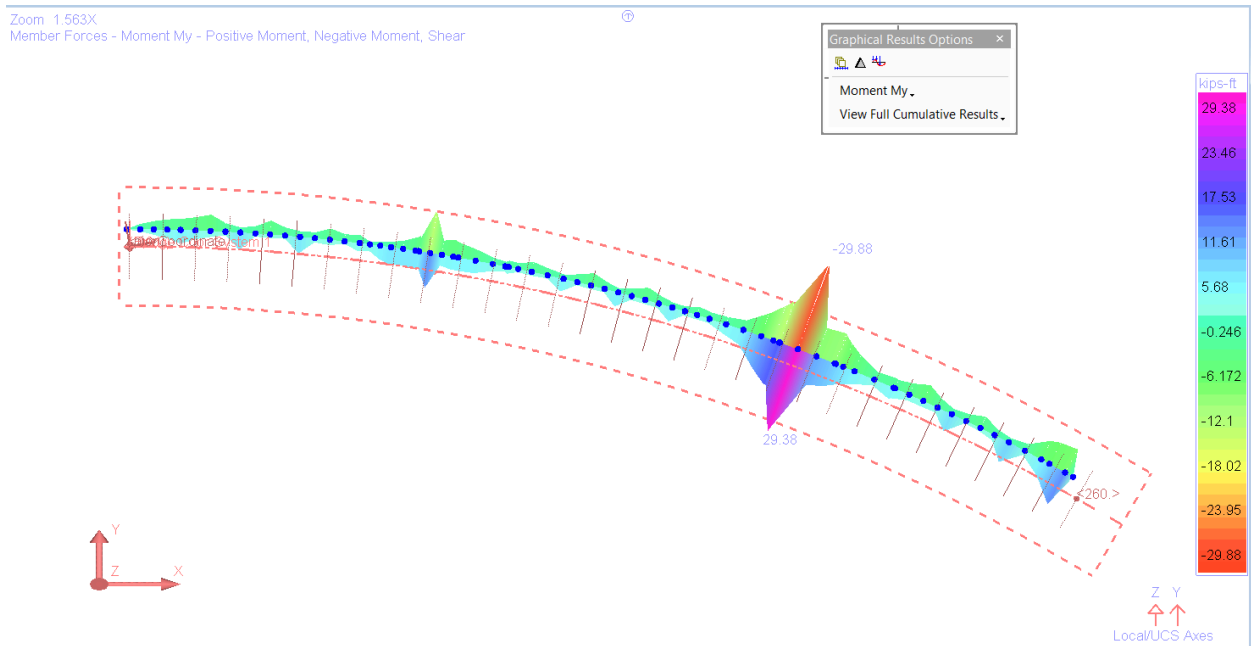 Zoom 1.563X
Member Forces - Moment My - Positive Moment, Negative Moment, Shear
Graphical Results Options ×
Moment My
View Full Cumulative Results
kips-ft
29.38
23.46
17.53
11.61
5.68
-0.246
-6.172
-12.1
-18.02
-23.95
-29.88
-29.88
29.38
<260.>
Y
Z
X
Z Y
Local/UCS Axes